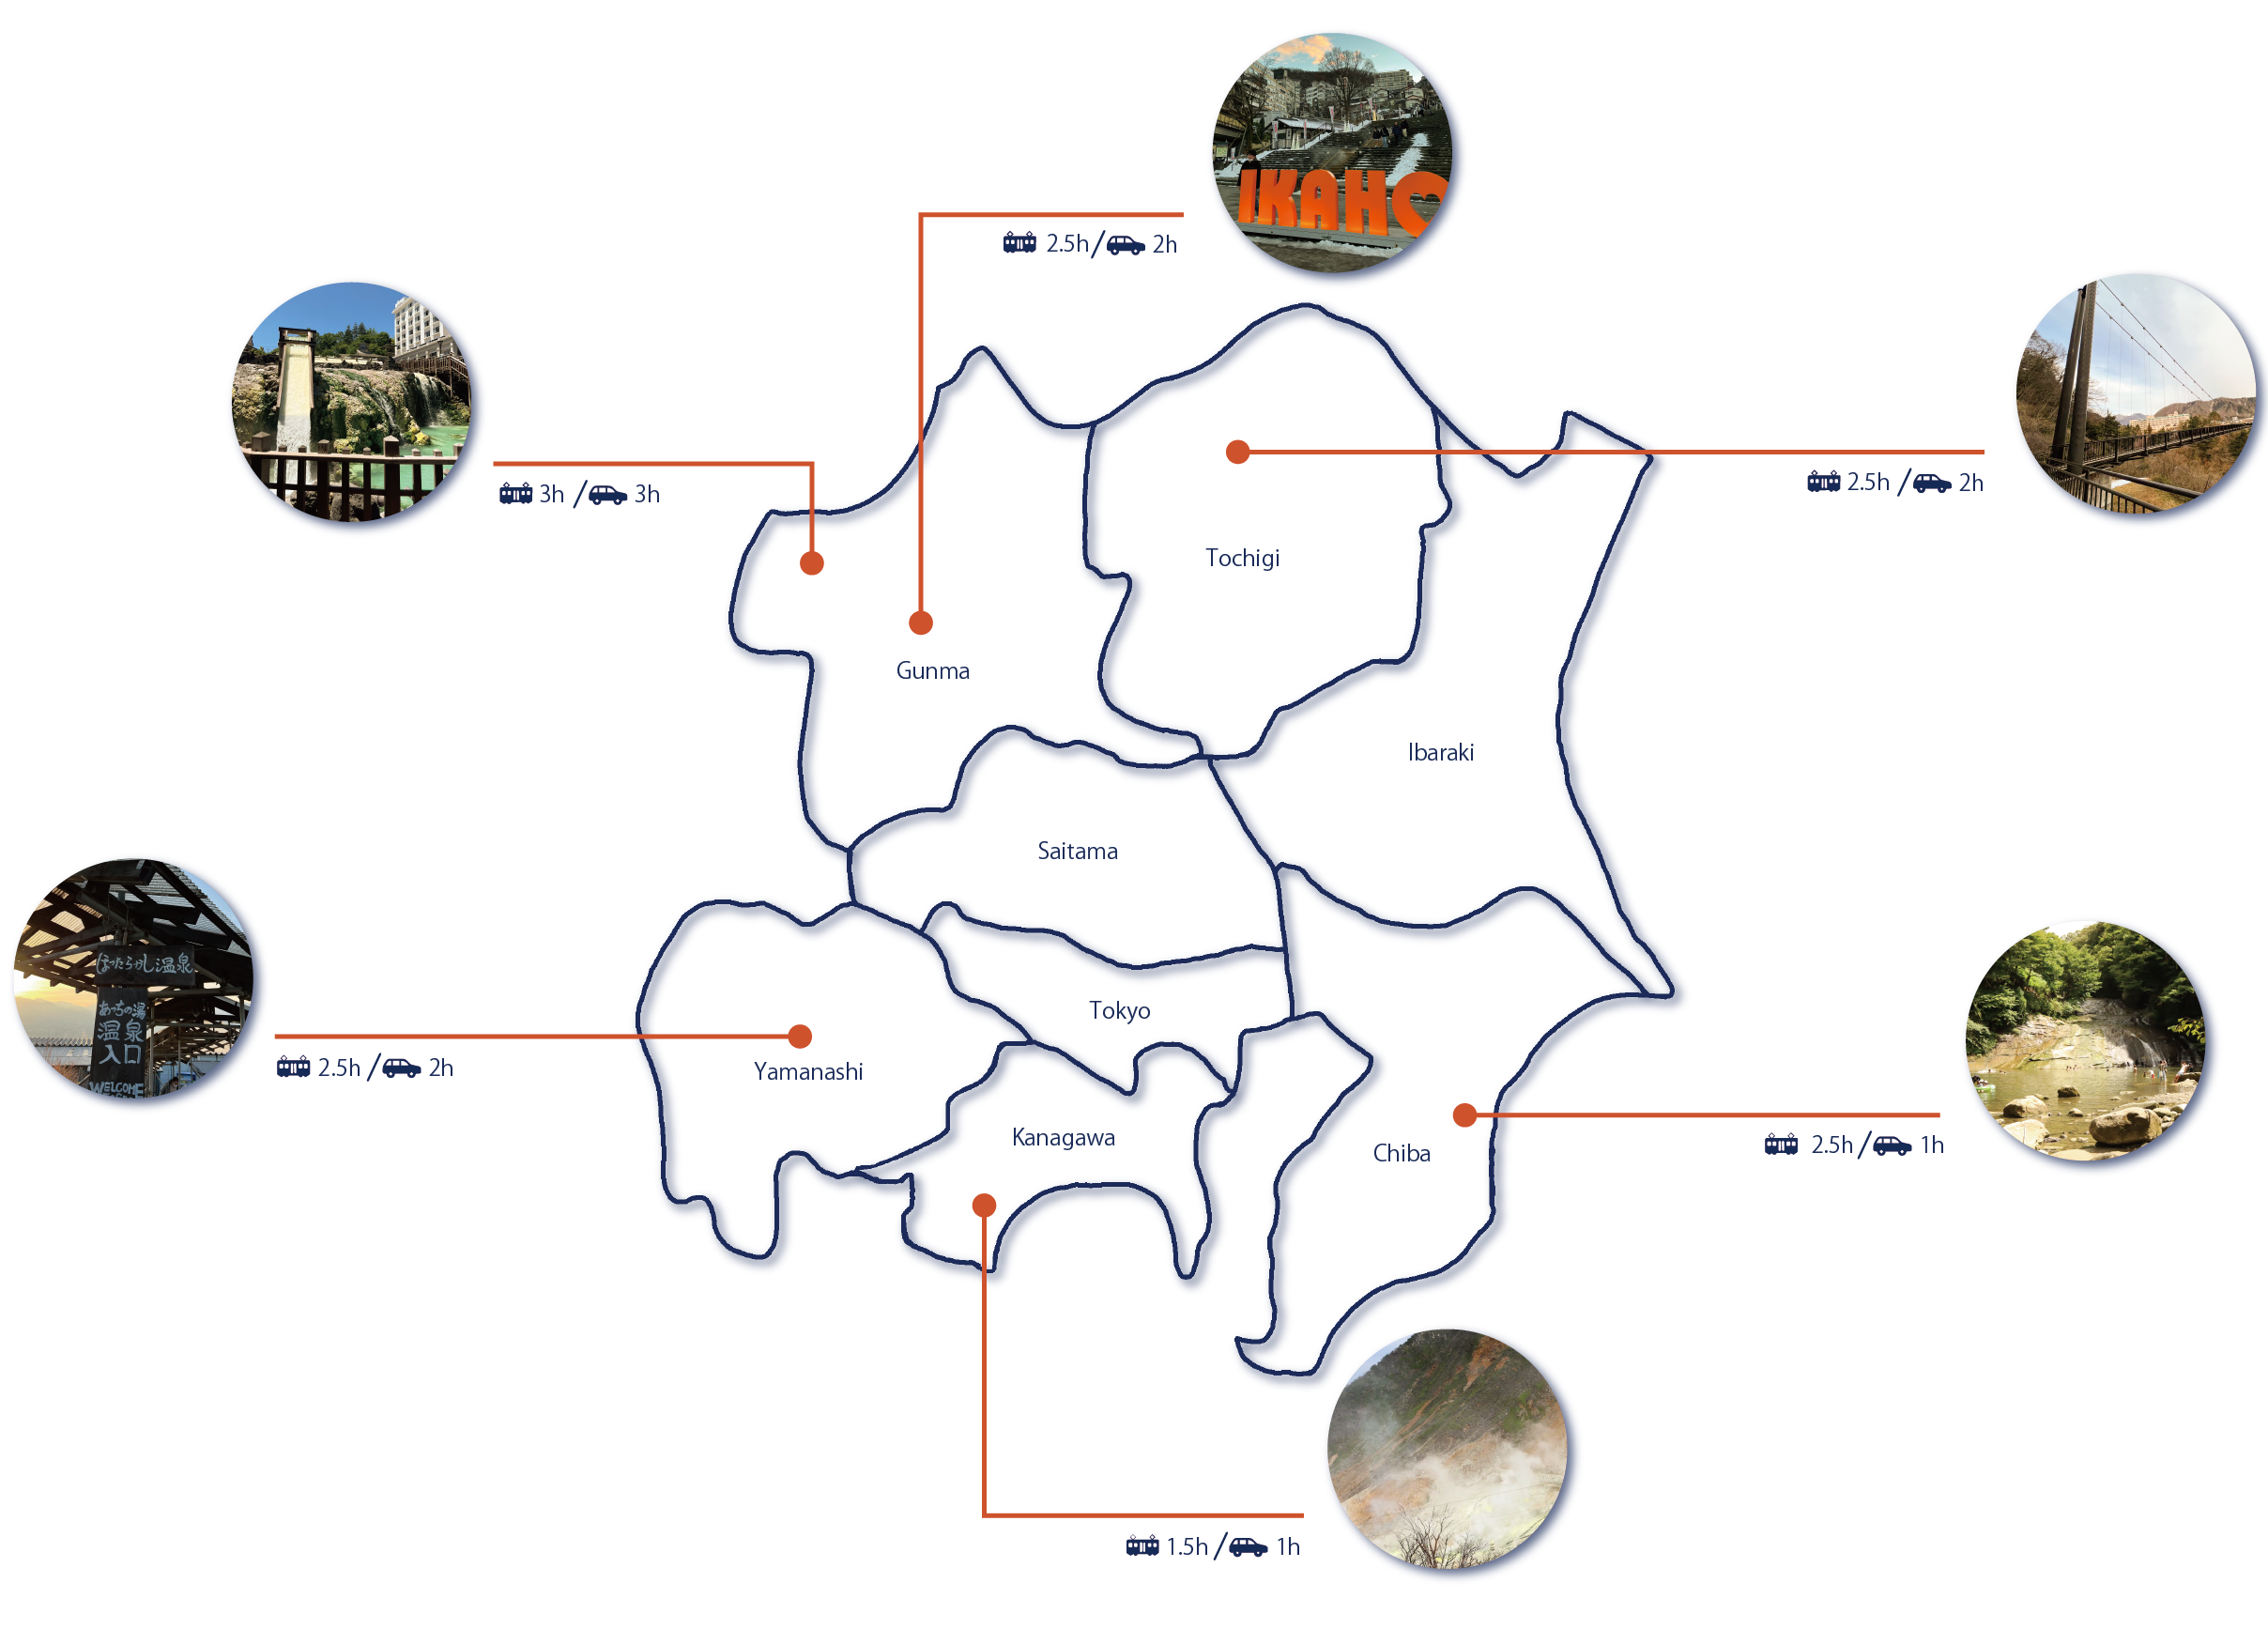 IKAHO
2.5h/ 2h
3h / 3h
2.5h / 2h
Tochigi
Gunma
Ibaraki
Saitama
ほったらかし温泉
あっちの湯
温泉
入口
WELCOME
Tokyo
2.5h / 2h
Yamanashi
Kanagawa
Chiba
2.5h / 1h
1.5h / 1h